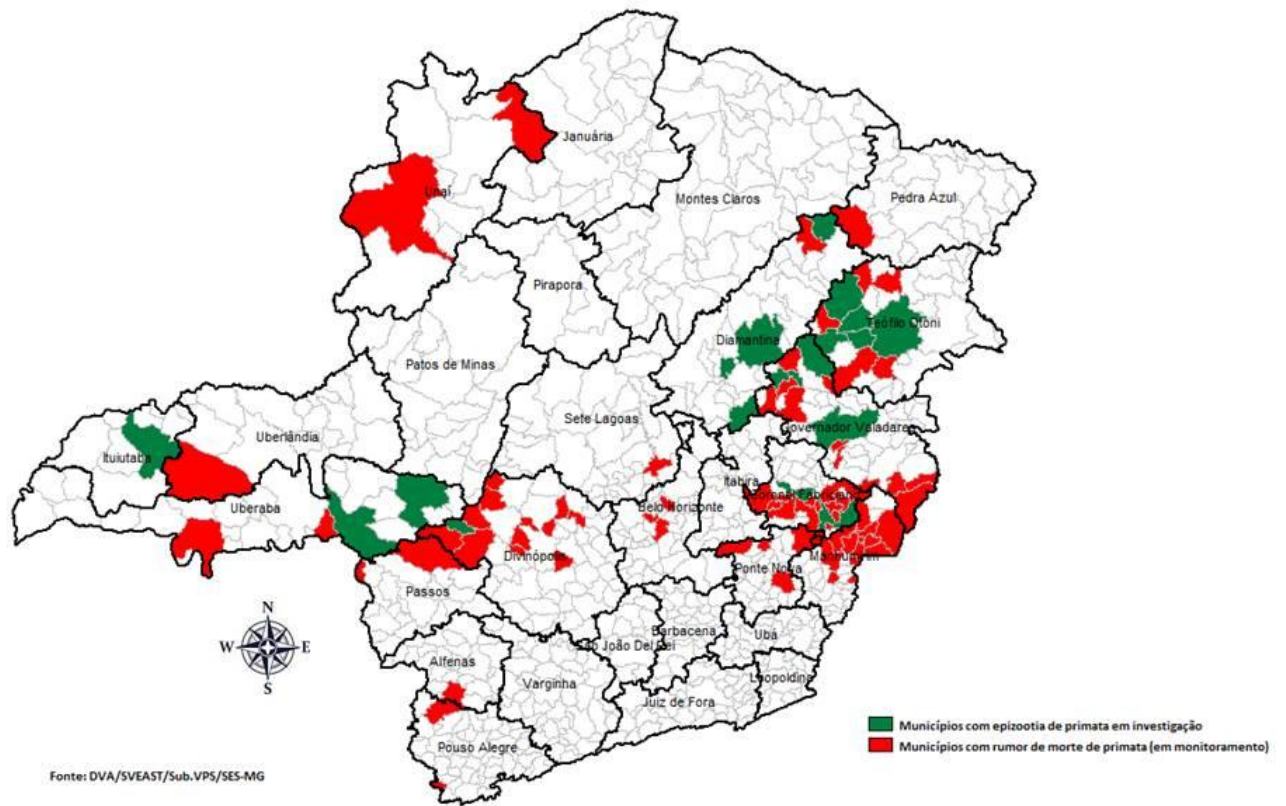 Januária
Unaí
Montes Claros
Pedra Azul
Pirapora
Teófilo Otoni
Diamantina
Patos de Minas
Sete Lagoas
Governador Valadares
Uberlândia
Ituiutaba
Itabira
Coronel Fabriciano
Uberaba
Belo Horizonte
Divinópolis
Manhumirim
Ponte Nova
Passos
N
W E
S
Barbacena
Ubá
São João Del Rei
Alfenas
Leopoldina
Varginha
Juiz de Fora
Pouso Alegre
Municípios com epizootia de primata em investigação
Municípios com rumor de morte de primata (em monitoramento)
Fonte: DVA/SVEAST/Sub.VPS/SES-MG